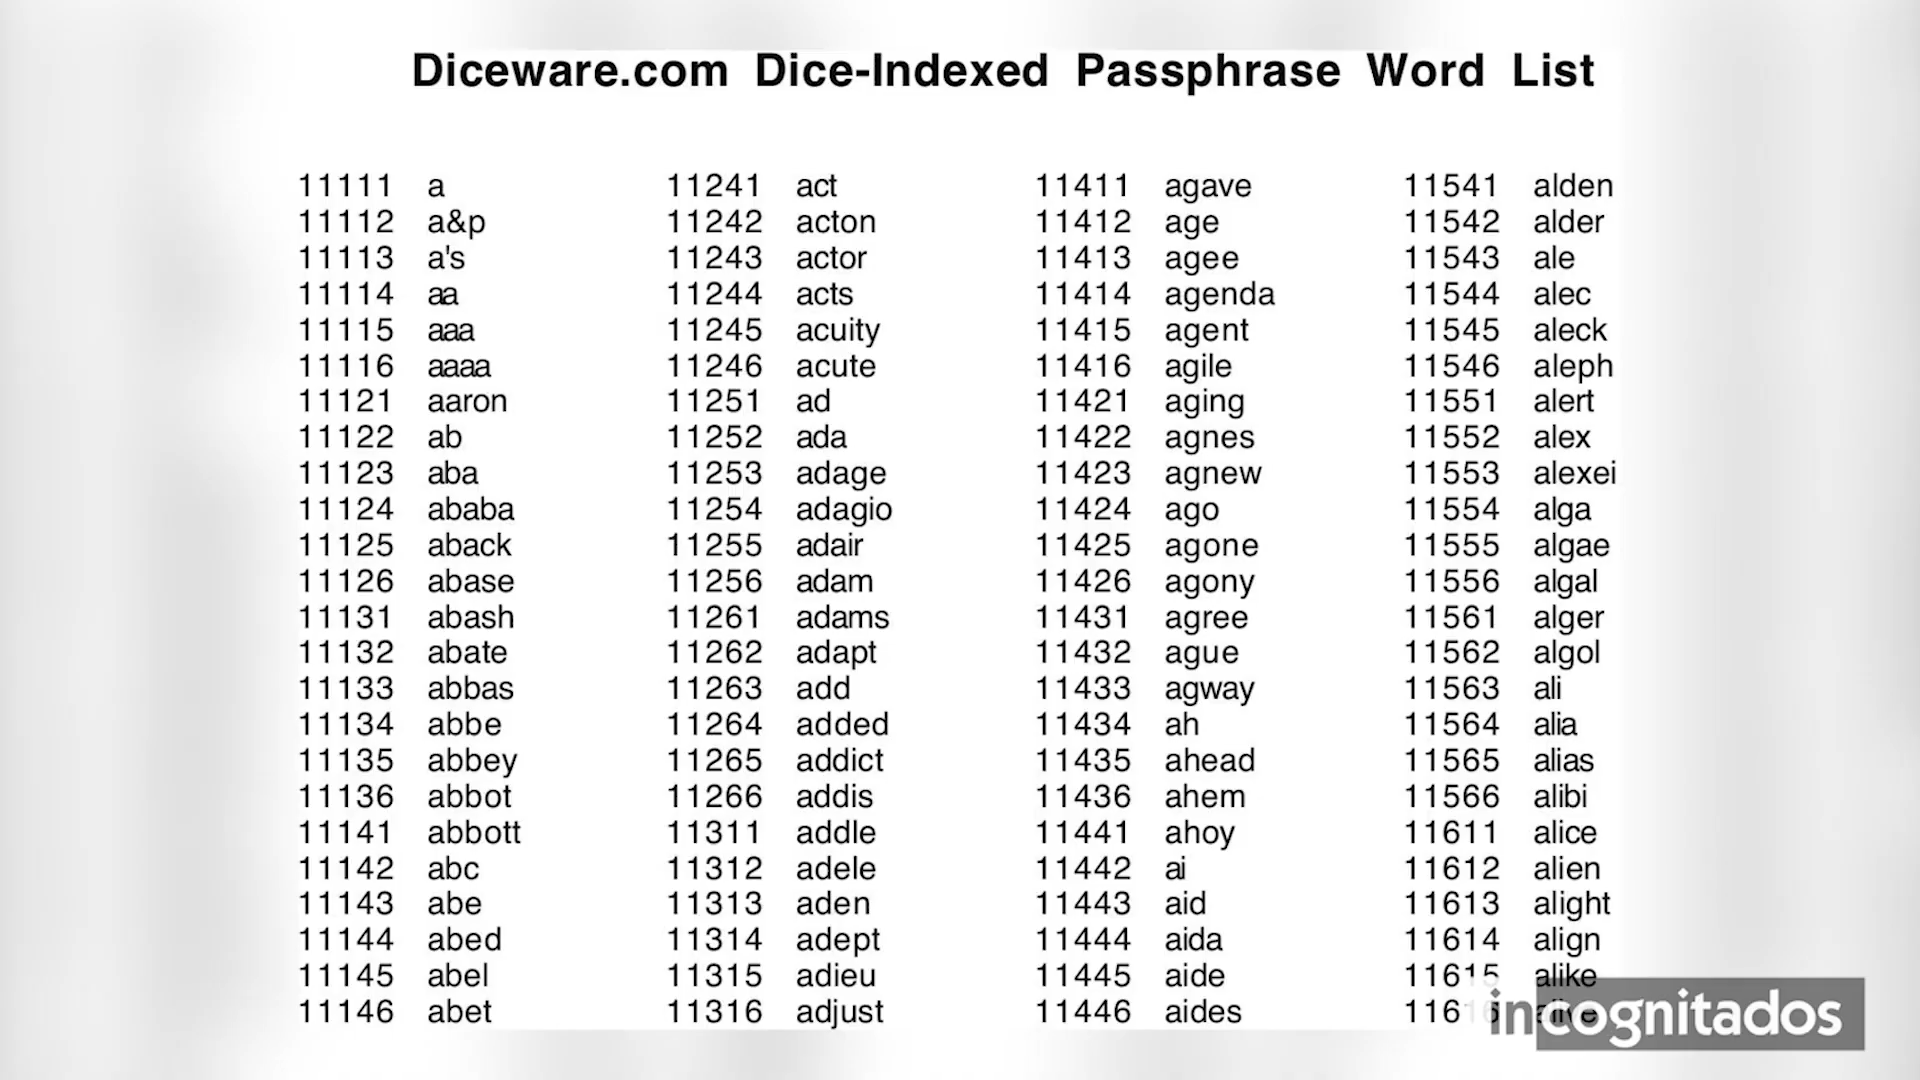 Diceware.com Dice-Indexed Passphrase Word List
11111 a 11241 act 11411 agave 11541 alden
11112 a&p 11242 acton 11412 age 11542 alder
11113 a's 11243 actor 11413 agee 11543 ale
11114 aa 11244 acts 11414 agenda 11544 alec
11115 aaa 11245 acuity 11415 agent 11545 aleck
11116 aaaa 11246 acute 11416 agile 11546 aleph
11121 aaron 11251 ad 11421 aging 11551 alert
11122 ab 11252 ada 11422 agnes 11552 alex
11123 aba 11253 adage 11423 agnew 11553 alexei
11124 ababa 11254 adagio 11424 ago 11554 alga
11125 aback 11255 adair 11425 agone 11555 algae
11126 abase 11256 adam 11426 agony 11556 algal
11131 abash 11261 adams 11431 agree 11561 alger
11132 abate 11262 adapt 11432 ague 11562 algol
11133 abbas 11263 add 11433 agway 11563 ali
11134 abbe 11264 added 11434 ah 11564 alia
11135 abbey 11265 addict 11435 ahead 11565 alias
11136 abbot 11266 addis 11436 ahem 11566 alibi
11141 abbott 11311 addle 11441 ahoy 11611 alice
11142 abc 11312 adele 11442 ai 11612 alien
11143 abe 11313 aden 11443 aid 11613 alight
11144 abed 11314 adept 11444 aida 11614 align
11145 abel 11315 adieu 11445 aide 11615 alike
11146 abet 11316 adjust 11446 aides
incognitados